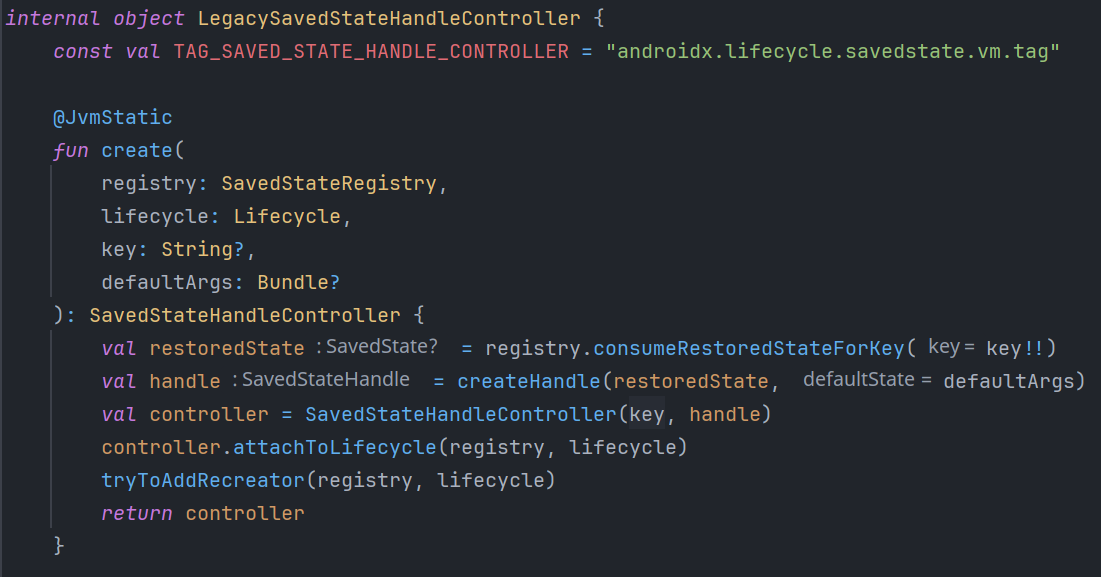 internal object LegacySavedStateHandleController {
const val TAG_SAVED_STATE_HANDLE_CONTROLLER = "androidx.lifecycle.savedstate.vm.tag"
@JvmStatic
fun create(
registry: SavedStateRegistry,
lifecycle: Lifecycle,
key: String?,
defaultArgs: Bundle?
): SavedStateHandleController {
val restoredState : SavedState? = registry.consumeRestoredStateForKey( key = key!!)
val handle : SavedStateHandle = createHandle(restoredState, defaultState = defaultArgs)
val controller = SavedStateHandleController(key, handle)
controller.attachToLifecycle(registry, lifecycle)
tryToAddRecreator(registry, lifecycle)
return controller
}